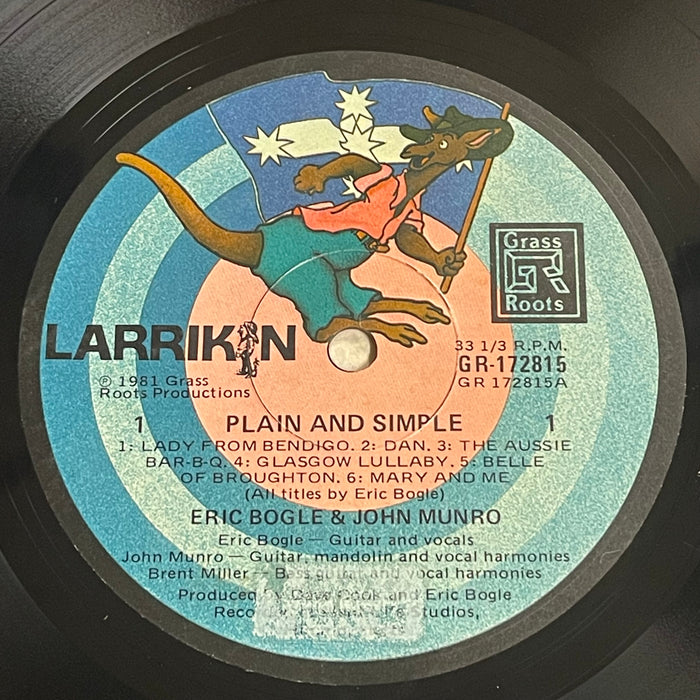 Grass
GR
Roots
LARRIKIN
33 1/3 R.P.M.
GR-172815
GR 172815A
℗ 1981 Grass
Roots Productions
1 PLAIN AND SIMPLE 1
1: LADY FROM BENDIGO. 2: DAN. 3: THE AUSSIE
BAR-B-Q. 4: GLASGOW LULLABY. 5: BELLE
OF BROUGHTON. 6: MARY AND ME
(All titles by Eric Bogle)
ERIC BOGLE & JOHN MUNRO
Eric Bogle — Guitar and vocals
John Munro — Guitar, mandolin and vocal harmonies
Brent Miller — Bass guitar and vocal harmonies
Produced by Dave Cook and Eric Bogle
Studios,